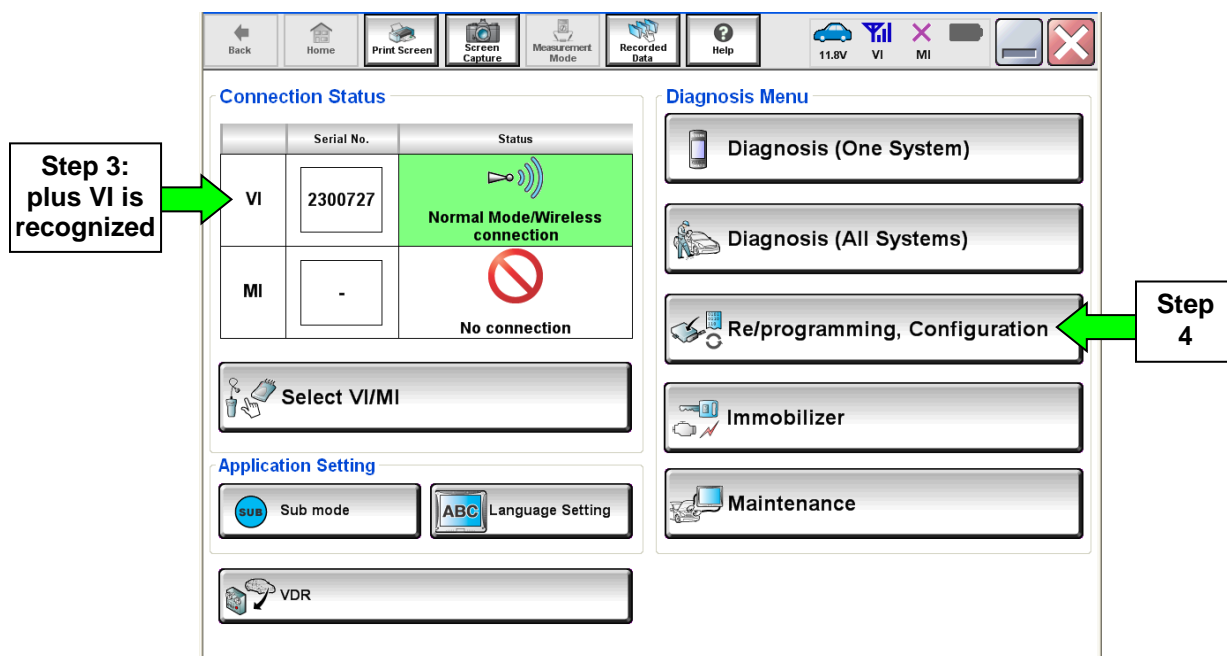 Back
Home
Print Screen
Screen
Capture
Measurement
Mode
Recorded
Data
?
Help
11.8V
VI
MI
Connection Status
Serial No.
Status
VI
2300727
Normal Mode/Wireless
connection
MI
-
No connection
Select VI/MI
Application Setting
SUB
Sub mode
ABC
Language Setting
VDR
Diagnosis Menu
Diagnosis (One System)
Diagnosis (All Systems)
Re/programming, Configuration
Immobilizer
Maintenance
Step 3:
plus VI is
recognized
Step
4